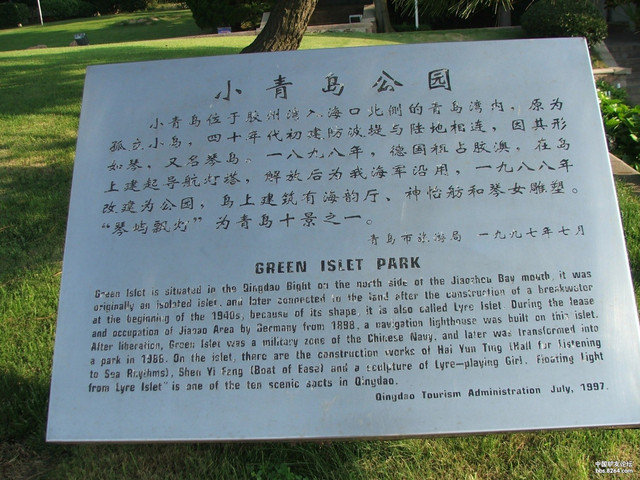 小青岛公园
小青岛位于胶州湾入海口北侧的青岛湾内。原为
孤立小岛，四十年代初建防波堤与陆地相连，因其形
如琴，又名琴岛。一八九八年，德国租占胶澳，在岛
上建起导航灯塔，解放后为我海军沿用，一九八八年
改建为公园，岛上建筑有海韵厅、神怡舫和琴女雕塑。
“琴屿飘灯”为青岛十景之一。
青岛市旅游局 一九九七年七月
GREEN ISLET PARK
Green Islet is situated in the Qingdao Bight on the north side of the Jiaozhou Bay mouth, it was
originally an isolated islet, and later connected to the land after the construction of a breakwater
at the beginning of the 1940s, because of its shape, it is also called Lyre Islet. During the lease
and occupation of Jiaoao Area by Germany from 1898, a navigation lighthouse was built on this islet.
After liberation, Green Islet was a military zone of the Chinese Navy, and later was transformed into
a park in 1988. On the islet, there are the construction works of Hai Yun Ting (Hall for listening
to Sea Rhythms), Shen Yi Fang (Boat of Ease) and a sculpture of Lyre-playing Girl. Floating light
from Lyre Islet" is one of the ten scenic sects in Qingdao.
Qingdao Tourism Administration July, 1997.
中国钥友论坛
bbs.8264.com